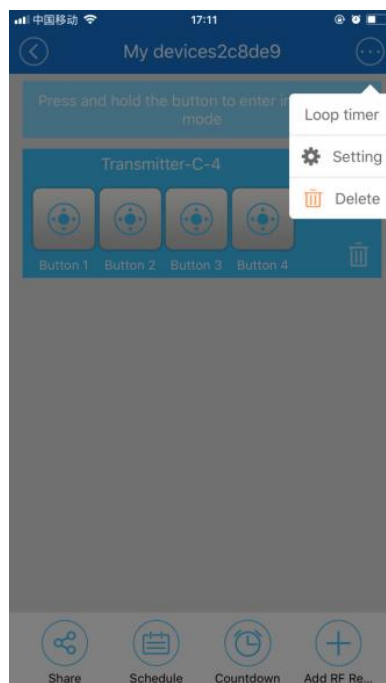 中国移动 17:11
My devices2c8de9
Press and hold the button to enter
mode
Loop timer
Setting
Delete
Transmitter-C-4
Button 1 Button 2 Button 3 Button 4
Share Schedule Countdown Add RF Re...